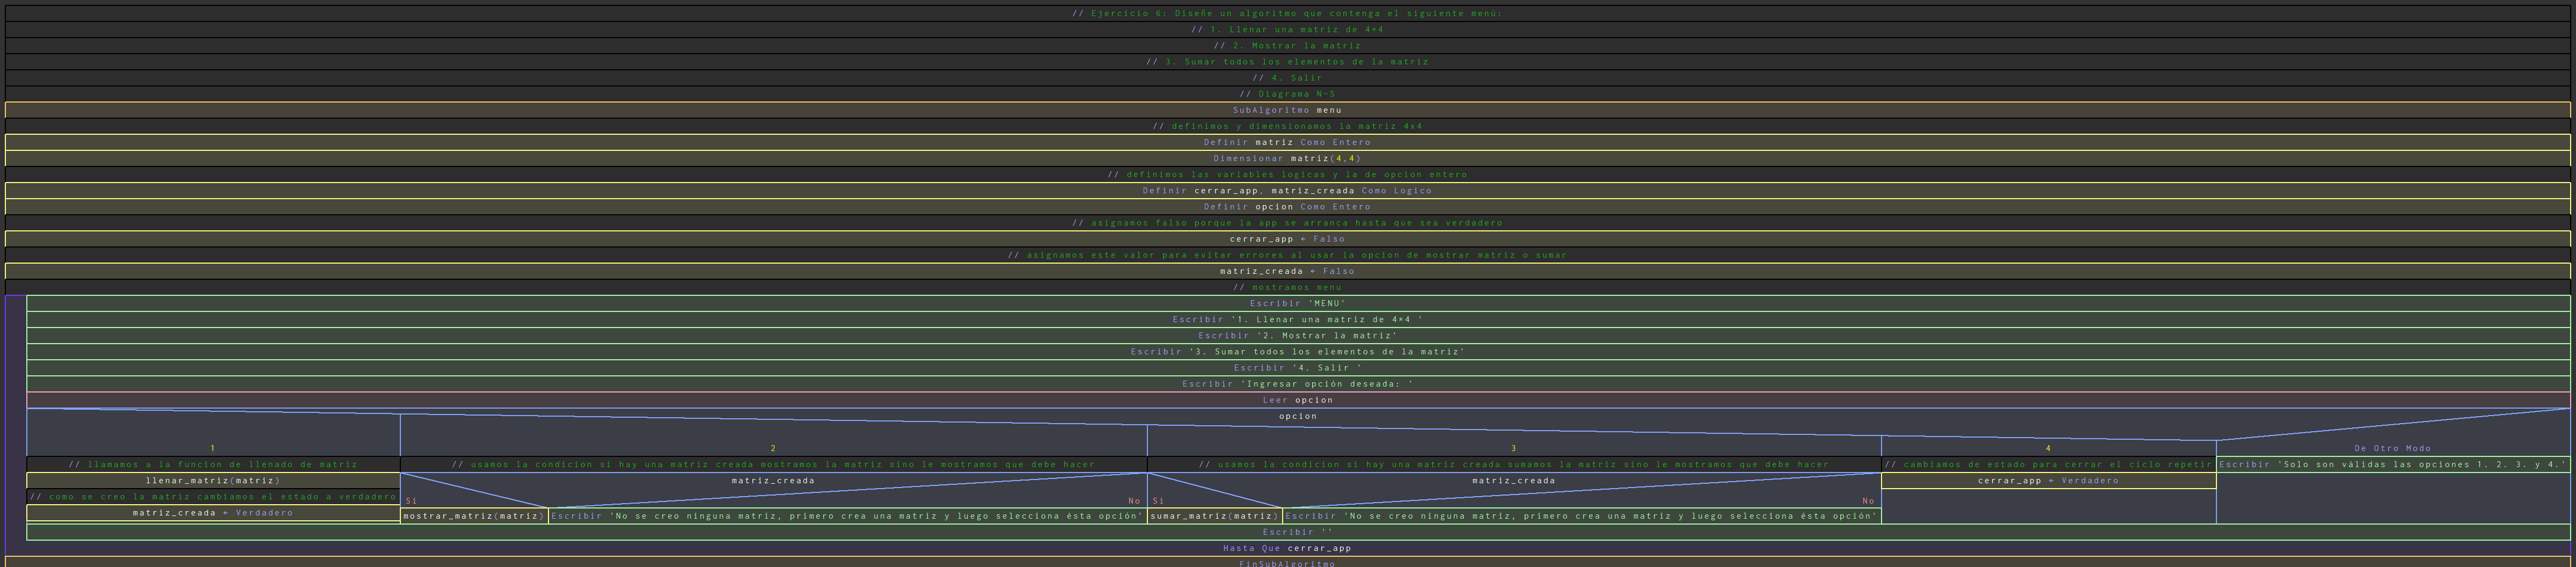 // Ejercicio 6: Diseñe un algoritmo que contenga el siguiente menú:
// 1. Llenar una matriz de 4*4
// 2. Mostrar la matriz
// 3. Sumar todos los elementos de la matriz
// 4. Salir
// Diagrama N-S
SubAlgoritmo menu
// definimos y dimensionamos la matriz 4x4
Definir matriz Como Entero
Dimensionar matriz(4,4)
// definimos las variables logicas y la de opcion entero
Definir cerrar_app, matriz_creada Como Logico
Definir opcion Como Entero
// asignamos falso porque la app se arranca hasta que sea verdadero
cerrar_app ← Falso
// asignamos este valor para evitar errores al usar la opcion de mostrar matriz o sumar
matriz_creada ← Falso
// mostramos menu
Escribir 'MENU'
Escribir '1. Llenar una matriz de 4*4 '
Escribir '2. Mostrar la matriz'
Escribir '3. Sumar todos los elementos de la matriz'
Escribir '4. Salir '
Escribir 'Ingresar opción deseada: '
Leer opcion
opcion
1 2 3 4 De Otro Modo
// llamamos a la funcion de llenado de matriz // usamos la condicion si hay una matriz creada mostramos la matriz sino le mostramos que debe hacer // usamos la condicion si hay una matriz creada sumamos la matriz sino le mostramos que debe hacer // cambiamos de estado para cerrar el ciclo repetir Escribir 'Solo son válidas las opciones 1. 2. 3. y 4.'
llenar_matriz(matriz) matriz_creada matriz_creada cerrar_app ← Verdadero
// como se creo la matriz cambiamos el estado a verdadero Si No Si No
matriz_creada ← Verdadero mostrar_matriz(matriz) Escribir 'No se creo ninguna matriz, primero crea una matriz y luego selecciona ésta opción' sumar_matriz(matriz) Escribir 'No se creo ninguna matriz, primero crea una matriz y luego selecciona ésta opción'
Escribir ''
Hasta Que cerrar_app
FinSubAlgoritmo